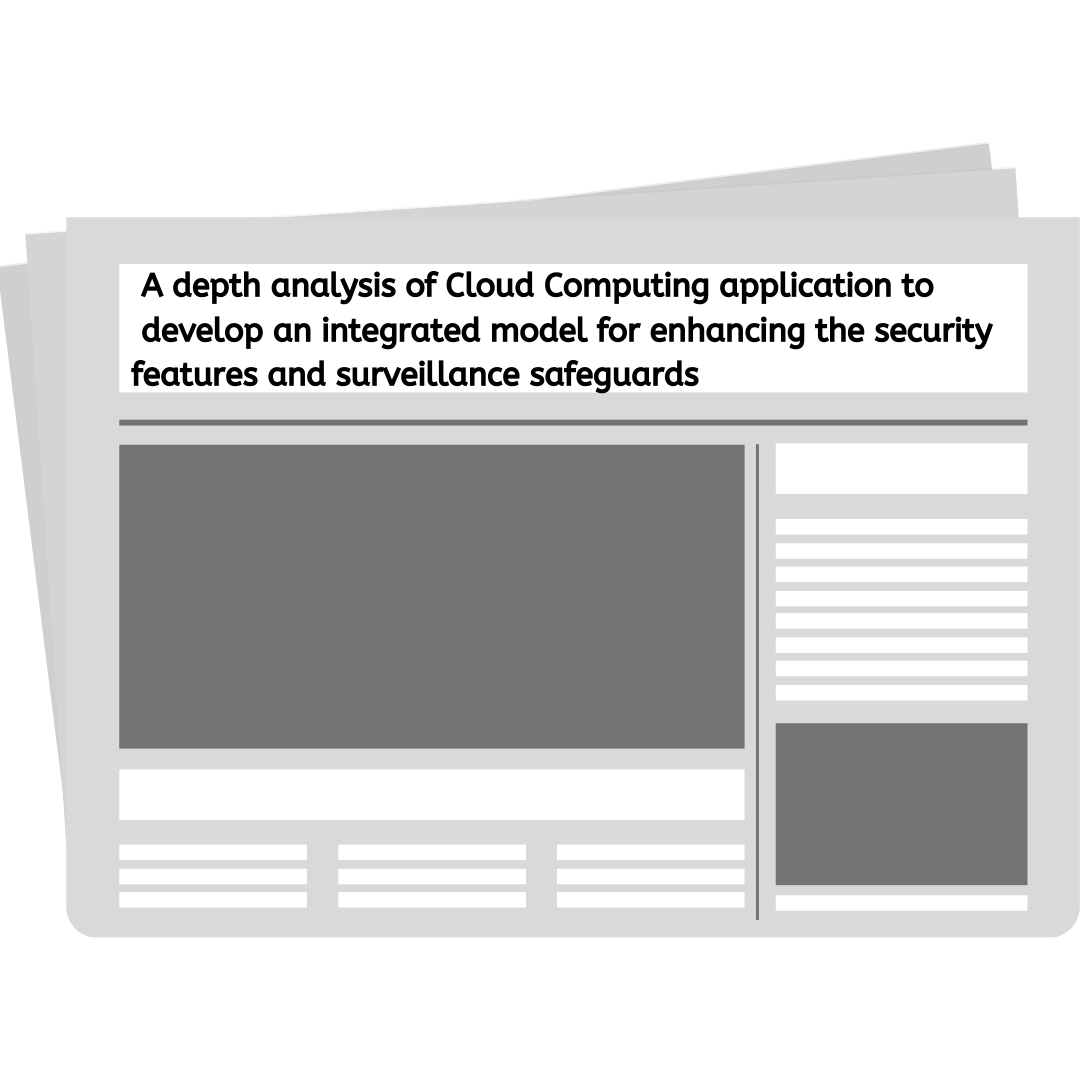 A depth analysis of Cloud Computing application to
develop an integrated model for enhancing the security
features and surveillance safeguards